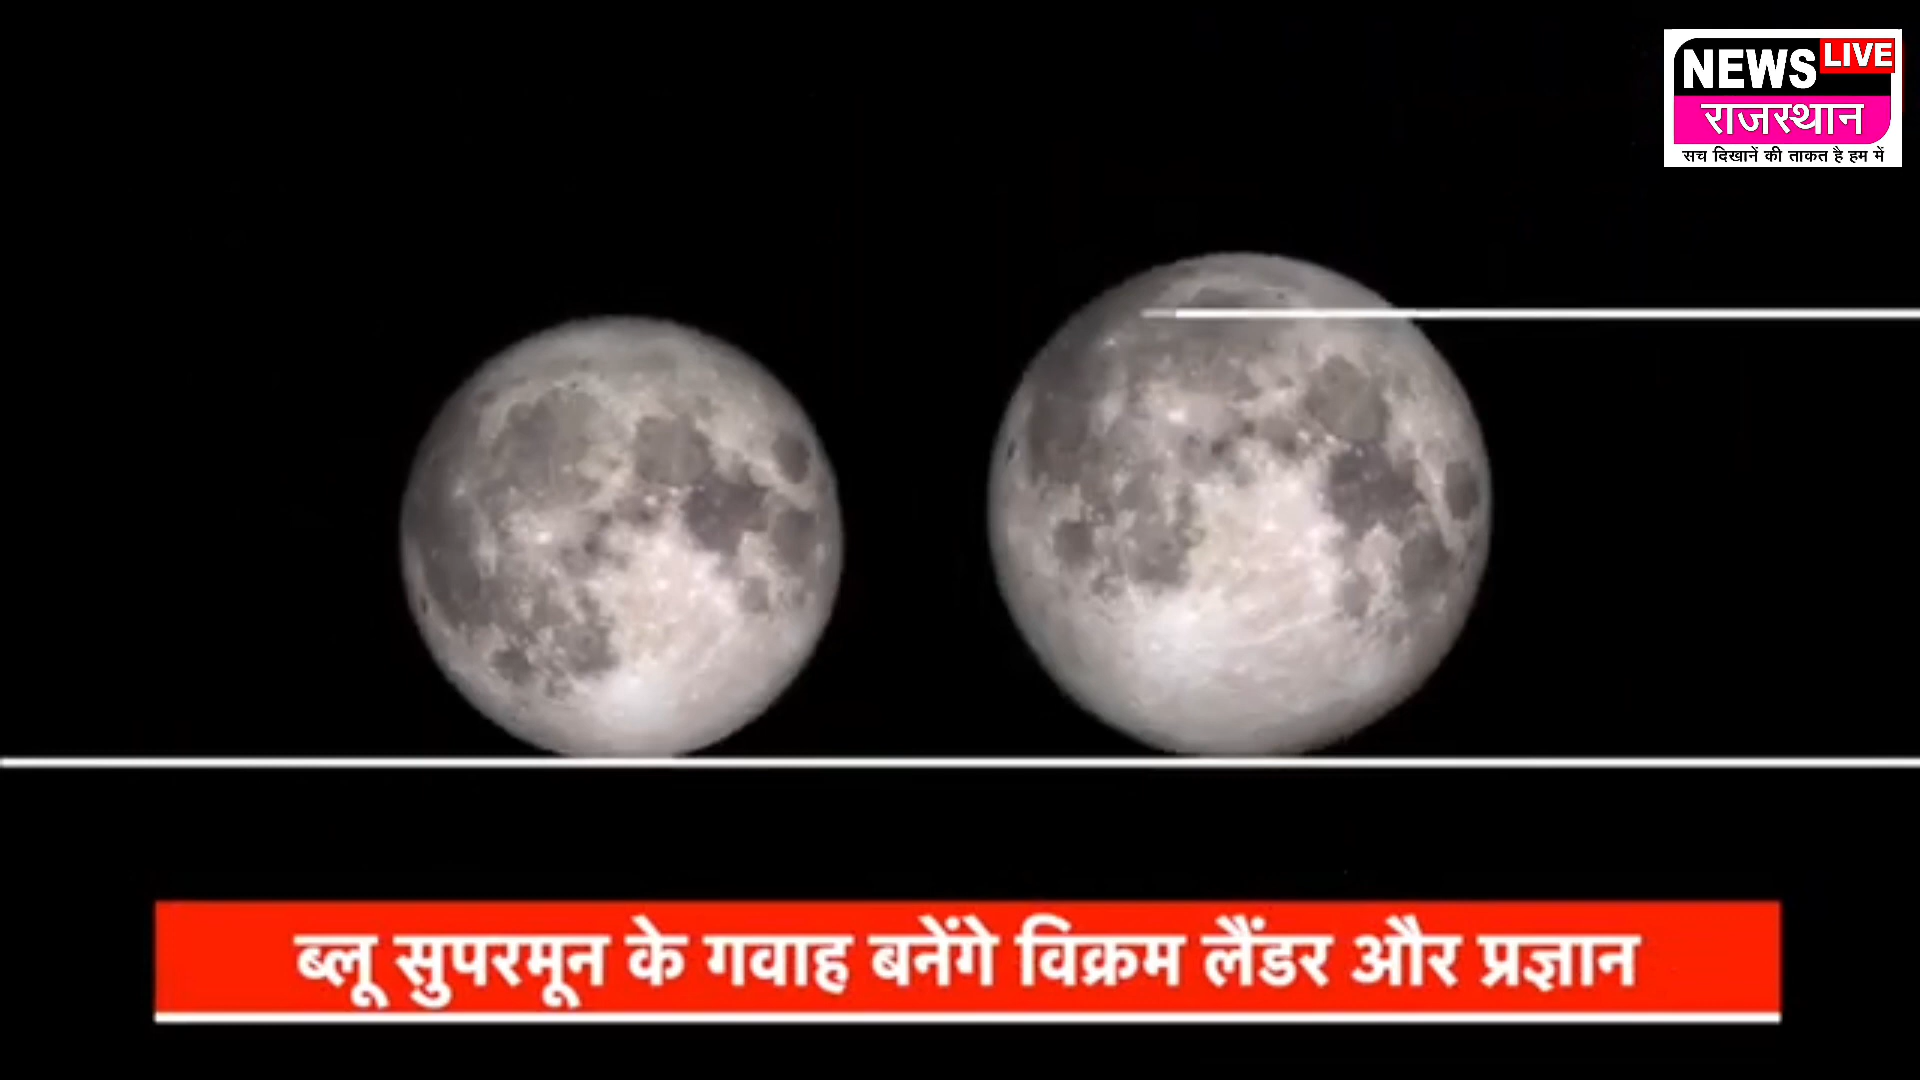 NEWS LIVE
राजस्थान
सच दिखानें की ताकत है हम में
ब्लू सुपरमून के गवाह बनेंगे विक्रम लैंडर और प्रज्ञान